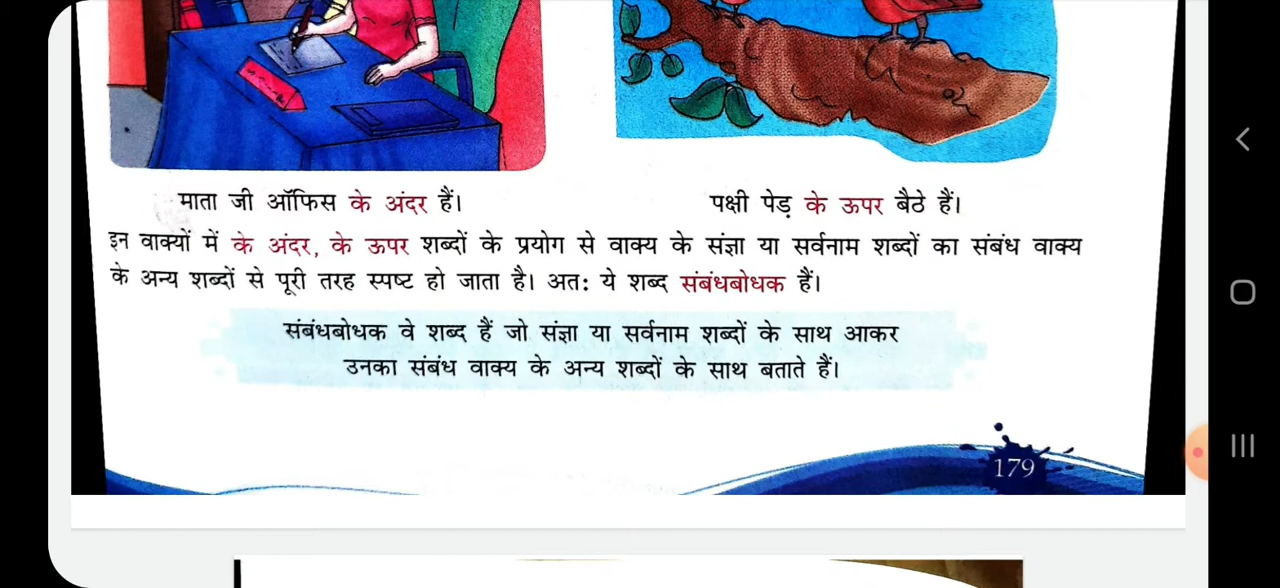 माता जी ऑफिस के अंदर हैं।
पक्षी पेड़ के ऊपर बैठे हैं।
इन वाक्यों में के अंदर, के ऊपर शब्दों के प्रयोग से वाक्य के संज्ञा या सर्वनाम शब्दों का संबंध वाक्य
के अन्य शब्दों से पूरी तरह स्पष्ट हो जाता है। अतः ये शब्द संबंधबोधक हैं।
संबंधबोधक वे शब्द हैं जो संज्ञा या सर्वनाम शब्दों के साथ आकर
उनका संबंध वाक्य के अन्य शब्दों के साथ बताते हैं।
179